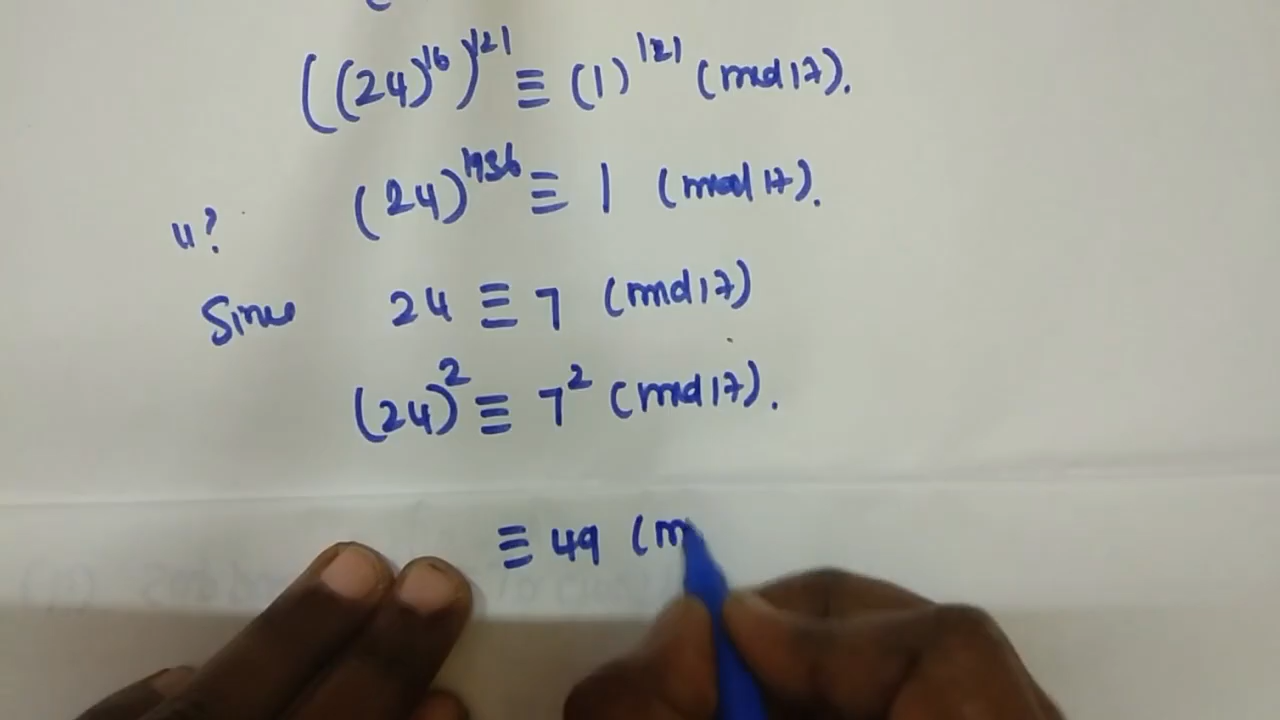 ((24)^16)^121 ≡ (1)^121 (mod 17).
(24)^1936 ≡ 1 (mod 17).
11?
Since 24 ≡ 7 (mod 17)
(24)^2 ≡ 7^2 (mod 17).
≡ 49 (m